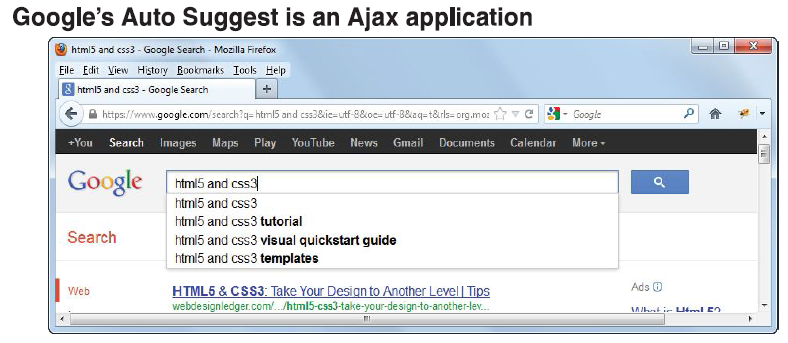 Google's Auto Suggest is an Ajax application
html5 and css3 - Google Search - Mozilla Firefox
File Edit View History Bookmarks Tools Help
html5 and css3 - Google Search
https://www.google.com/search?q=html5 and css3&ie=utf-8&oe=utf-8&aq=t&rls=org.moz
Google
+You Search Images Maps Play YouTube News Gmail Documents Calendar More
Google
html5 and css3
html5 and css3
html5 and css3 tutorial
html5 and css3 visual quickstart guide
html5 and css3 templates
Search
Web
HTML5 & CSS3: Take Your Design to Another Level | Tips
webdesignledger.com/.../html5-css3-take-your-design-to-another-lev...
Ads
What is Html 5?